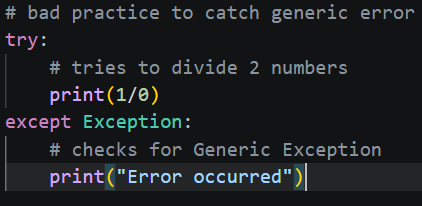 # bad practice to catch generic error
try:
    # tries to divide 2 numbers
    print(1/0)
except Exception:
    # checks for Generic Exception
    print("Error occurred")